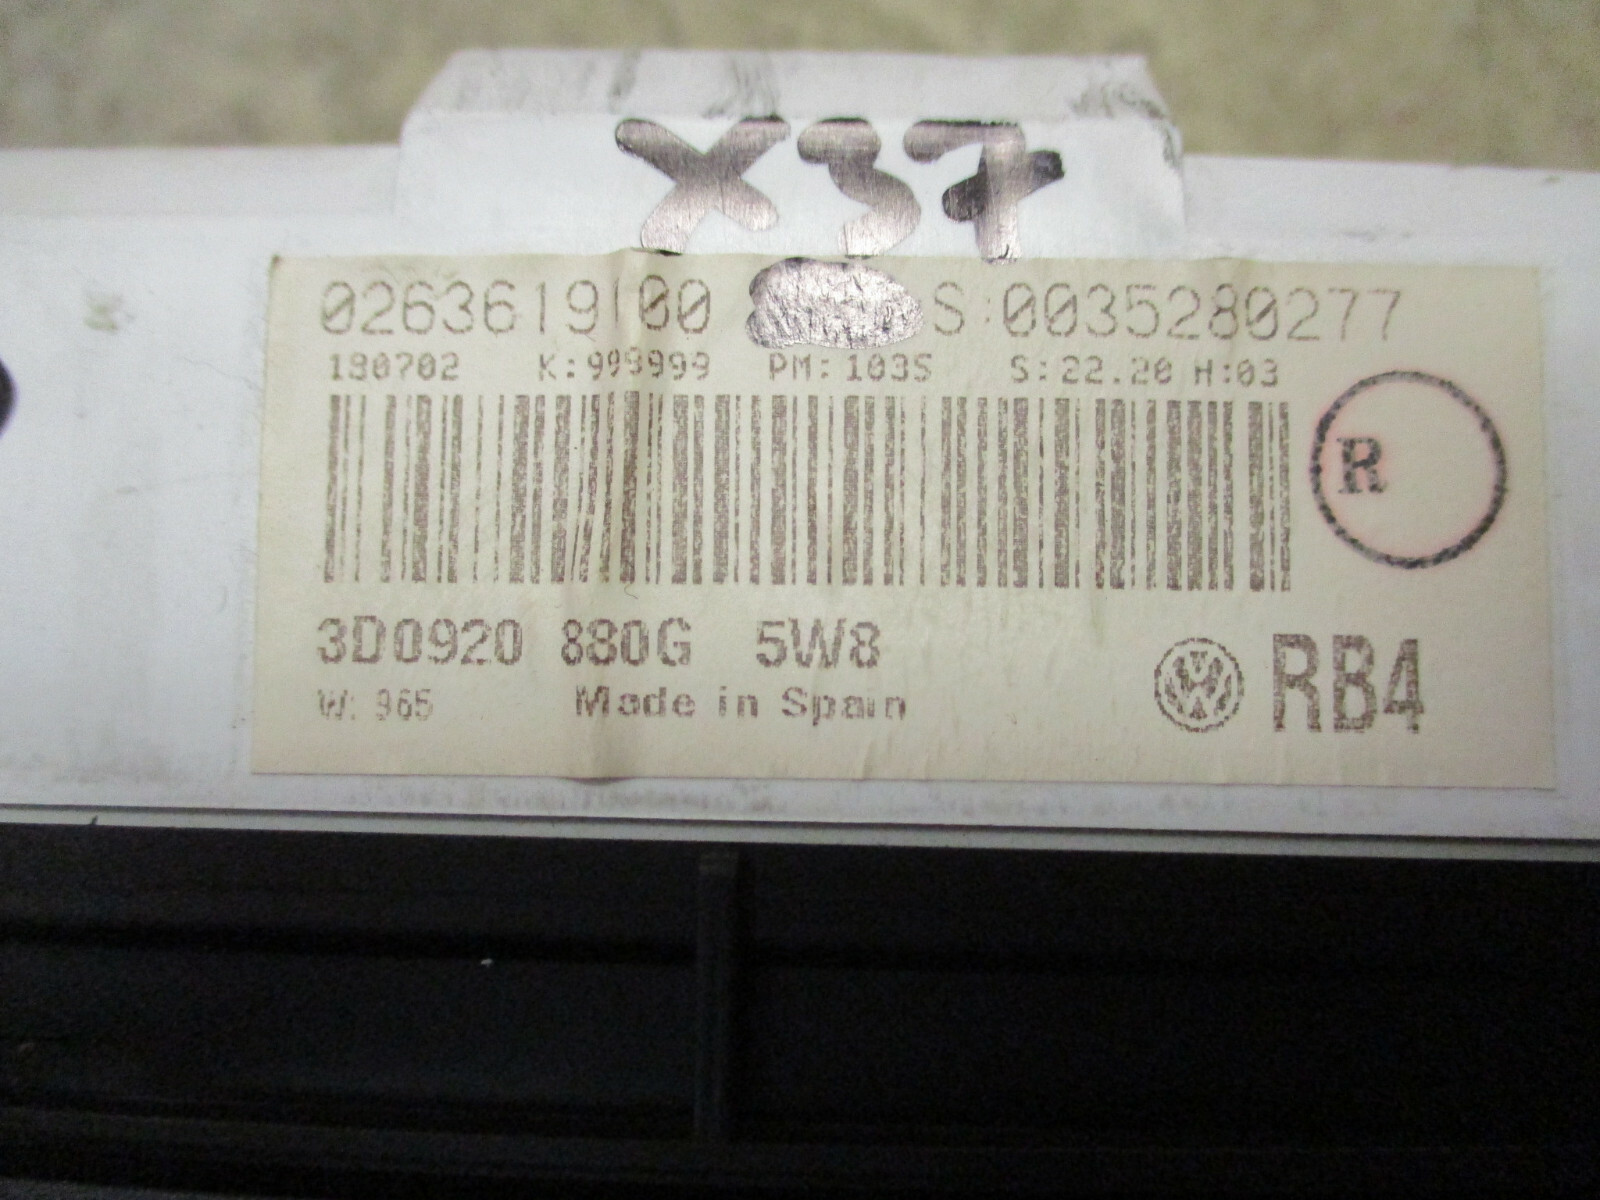 X37
0263619100 S:0035280277
180702 K:999999 PM:1035 S:22.20 H:03
R
3D0920 880G 5W8
RB4
W: 965 Made in Spain